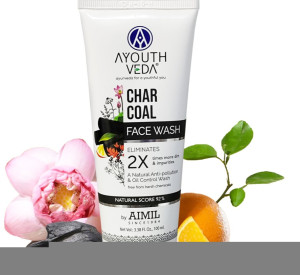 AYOUTH
VEDA
ayurveda for a youthful you
CHAR
COAL
FACE WASH
ELIMINATES
2X
times more dirt
& impurities
A Natural Anti-pollution
& Oil Control Wash
free from harsh chemicals
NATURAL SCORE 92%
by AIMIL
SINCE 1984
Net Vol. 3.38 Fl. Oz. | 100 ml